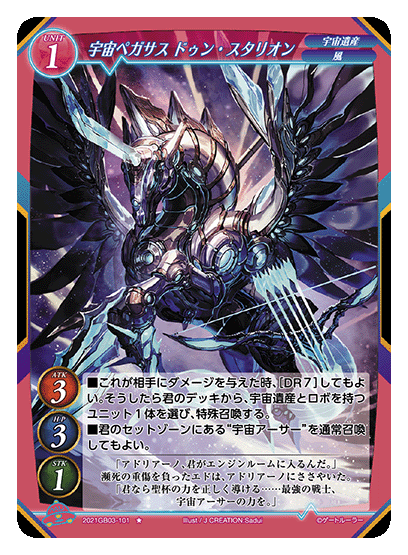 UNIT
1
宇宙ペガサス ドゥン・スタリオン
宇宙遺産
風
ATK
3
HP
3
STK
1
■これが相手にダメージを与えた時、[DR7]してもよ
い。そうしたら君のデッキから、宇宙遺産とロボを持つ
ユニット1体を選び、特殊召喚する。
■君のセットゾーンにある"宇宙アーサー"を通常召喚
してもよい。
「アドリアーノ、君がエンジンルームに入るんだ。」
瀕死の重傷を負ったエドは、アドリアーノにささやいた。
「君なら聖杯の力を正しく導ける……最強の戦士、
宇宙アーサーの力を。」
2021GB03-101 ★ Illust / J CREATION Sadui ©ゲートルーラー